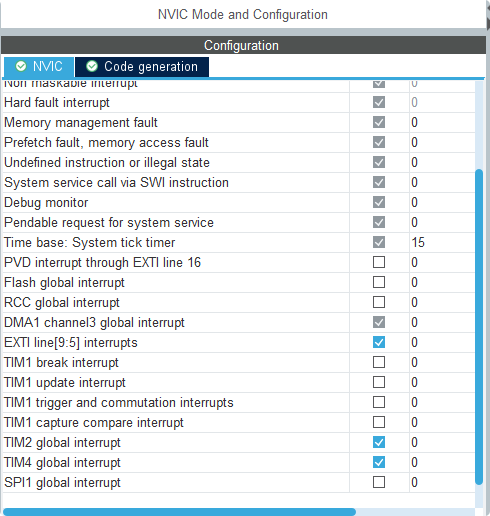 NVIC Mode and Configuration
Configuration
NVIC Code generation
Non maskable interrupt 0
Hard fault interrupt 0
Memory management fault 0
Prefetch fault, memory access fault 0
Undefined instruction or illegal state 0
System service call via SWI instruction 0
Debug monitor 0
Pendable request for system service 0
Time base: System tick timer 15
PVD interrupt through EXTI line 16 0
Flash global interrupt 0
RCC global interrupt 0
DMA1 channel3 global interrupt 0
EXTI line[9:5] interrupts 0
TIM1 break interrupt 0
TIM1 update interrupt 0
TIM1 trigger and commutation interrupts 0
TIM1 capture compare interrupt 0
TIM2 global interrupt 0
TIM4 global interrupt 0
SPI1 global interrupt 0